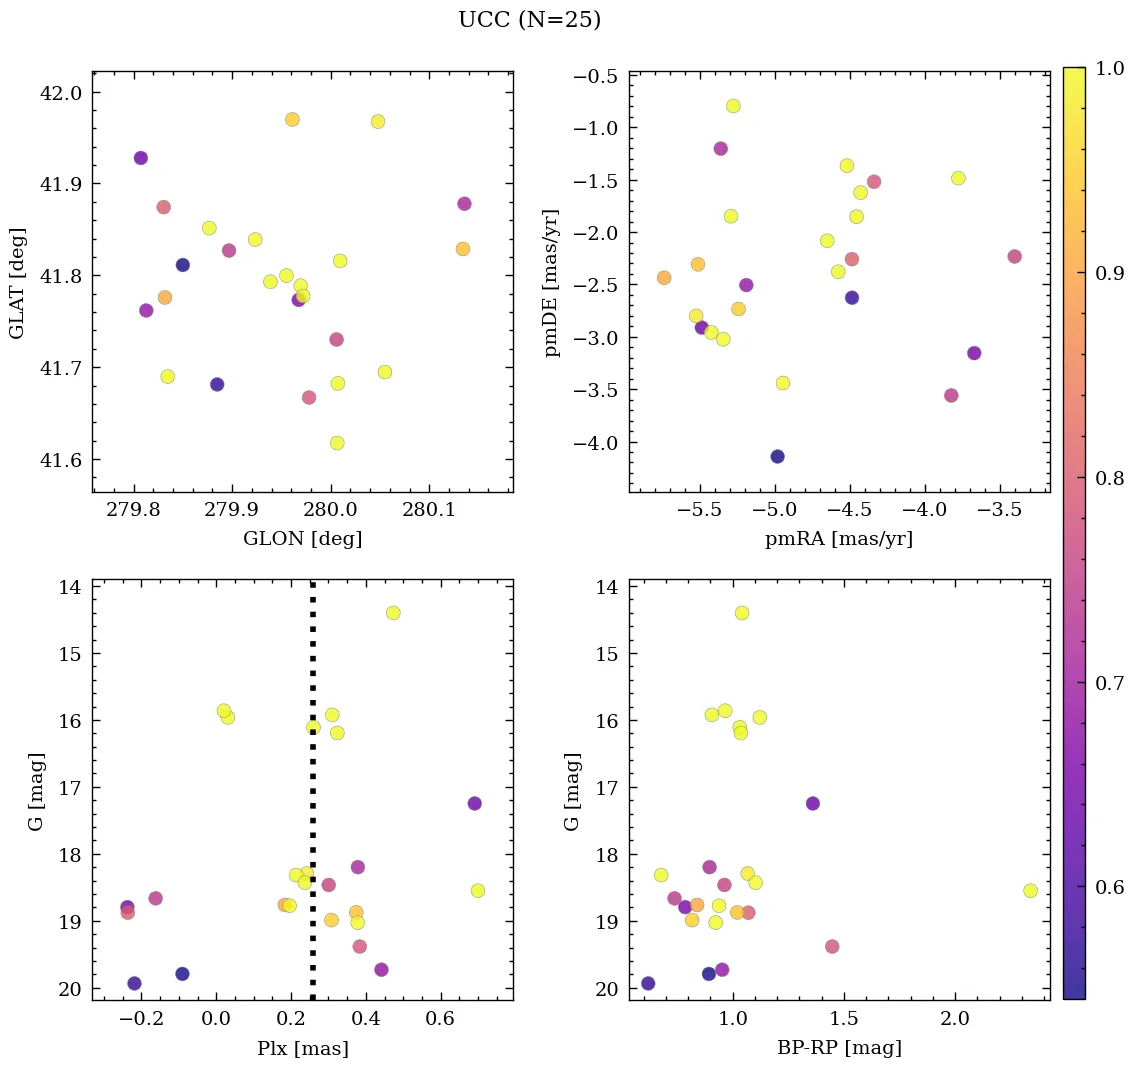 UCC (N=25)
42.0
41.9
41.8
41.7
41.6
GLAT [deg]
279.8 279.9 280.0 280.1
GLON [deg]
−0.5
−1.0
−1.5
−2.0
−2.5
−3.0
−3.5
−4.0
pmDE [mas/yr]
−5.5 −5.0 −4.5 −4.0 −3.5
pmRA [mas/yr]
14
15
16
17
18
19
20
G [mag]
−0.2 0.0 0.2 0.4 0.6
Plx [mas]
14
15
16
17
18
19
20
G [mag]
1.0 1.5 2.0
BP-RP [mag]
1.0
0.9
0.8
0.7
0.6